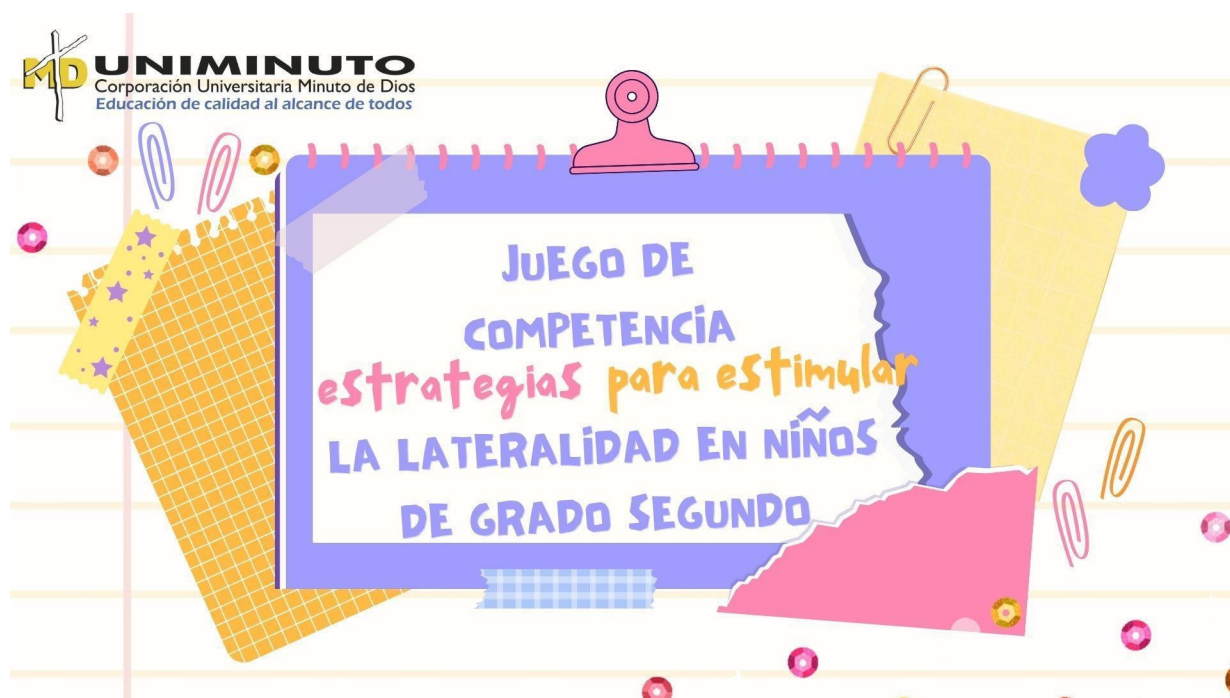 MD UNIMINUTO
Corporación Universitaria Minuto de Dios
Educación de calidad al alcance de todos
JUEGO DE
COMPETENCIA
estrategias para estimular
LA LATERALIDAD EN NIÑOS
DE GRADO SEGUNDO